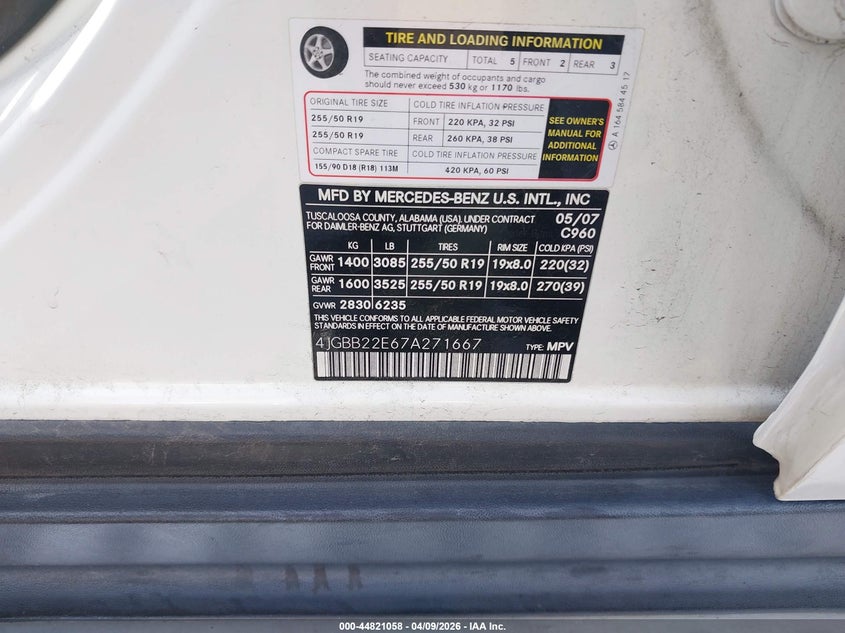 TIRE AND LOADING INFORMATION
SEATING CAPACITY TOTAL 5 FRONT 2 REAR 3
The combined weight of occupants and cargo
should never exceed 530 kg or 1170 lbs.
ORIGINAL TIRE SIZE COLD TIRE INFLATION PRESSURE
255/50 R19 FRONT 220 KPA, 32 PSI
255/50 R19 REAR 260 KPA, 38 PSI
COMPACT SPARE TIRE COLD TIRE INFLATION PRESSURE
155/90 D18 (R18) 113M 420 KPA, 60 PSI
SEE OWNER'S
MANUAL FOR
ADDITIONAL
INFORMATION
A 164 584 45 17
MFD BY MERCEDES-BENZ U.S. INTL., INC
TUSCALOOSA COUNTY, ALABAMA (USA). UNDER CONTRACT 05/07
FOR DAIMLER-BENZ AG, STUTTGART (GERMANY) C960
KG LB TIRES RIM SIZE COLD KPA (PSI)
GAWR FRONT 1400 3085 255/50 R19 19x8.0 220(32)
GAWR REAR 1600 3525 255/50 R19 19x8.0 270(39)
GVWR 2830 6235
THIS VEHICLE CONFORMS TO ALL APPLICABLE FEDERAL MOTOR VEHICLE SAFETY
STANDARDS IN EFFECT ON THE DATE OF MANUFACTURE SHOWN ABOVE.
4JGBB22E67A271667 TYPE: MPV
000-44821058 - 04/09/2026 - IAA Inc.